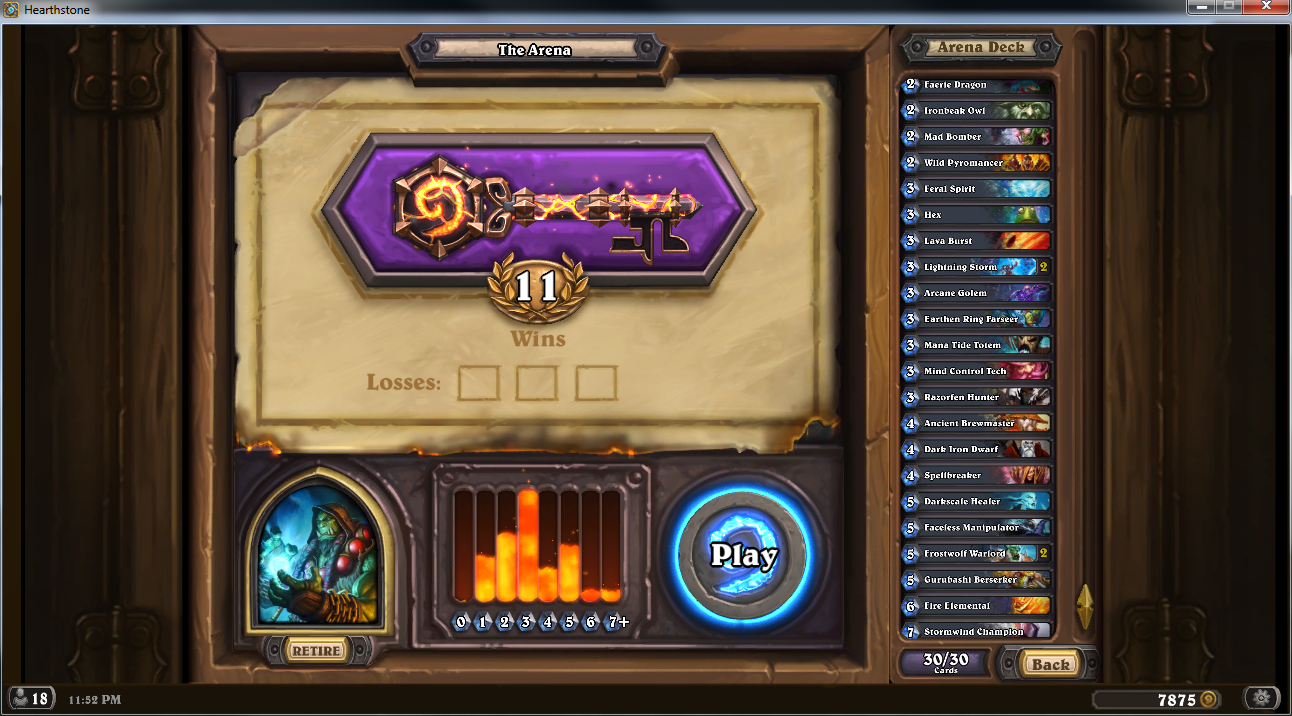 Hearthstone
The Arena
11
Wins
Losses:
0 1 2 3 4 5 6 7+
Play
RETIRE
Arena Deck
2 Faerie Dragon
2 Ironbeak Owl
2 Mad Bomber
2 Wild Pyromancer
3 Feral Spirit
3 Hex
3 Lava Burst
3 Lightning Storm 2
3 Arcane Golem
3 Earthen Ring Farseer
3 Mana Tide Totem
3 Mind Control Tech
3 Razorfen Hunter
4 Ancient Brewmaster
4 Dark Iron Dwarf
4 Spellbreaker
5 Darkscale Healer
5 Faceless Manipulator
5 Frostwolf Warlord 2
5 Gurubashi Berserker
6 Fire Elemental
7 Stormwind Champion
30/30
Cards
Back
18
11:52 PM
7875